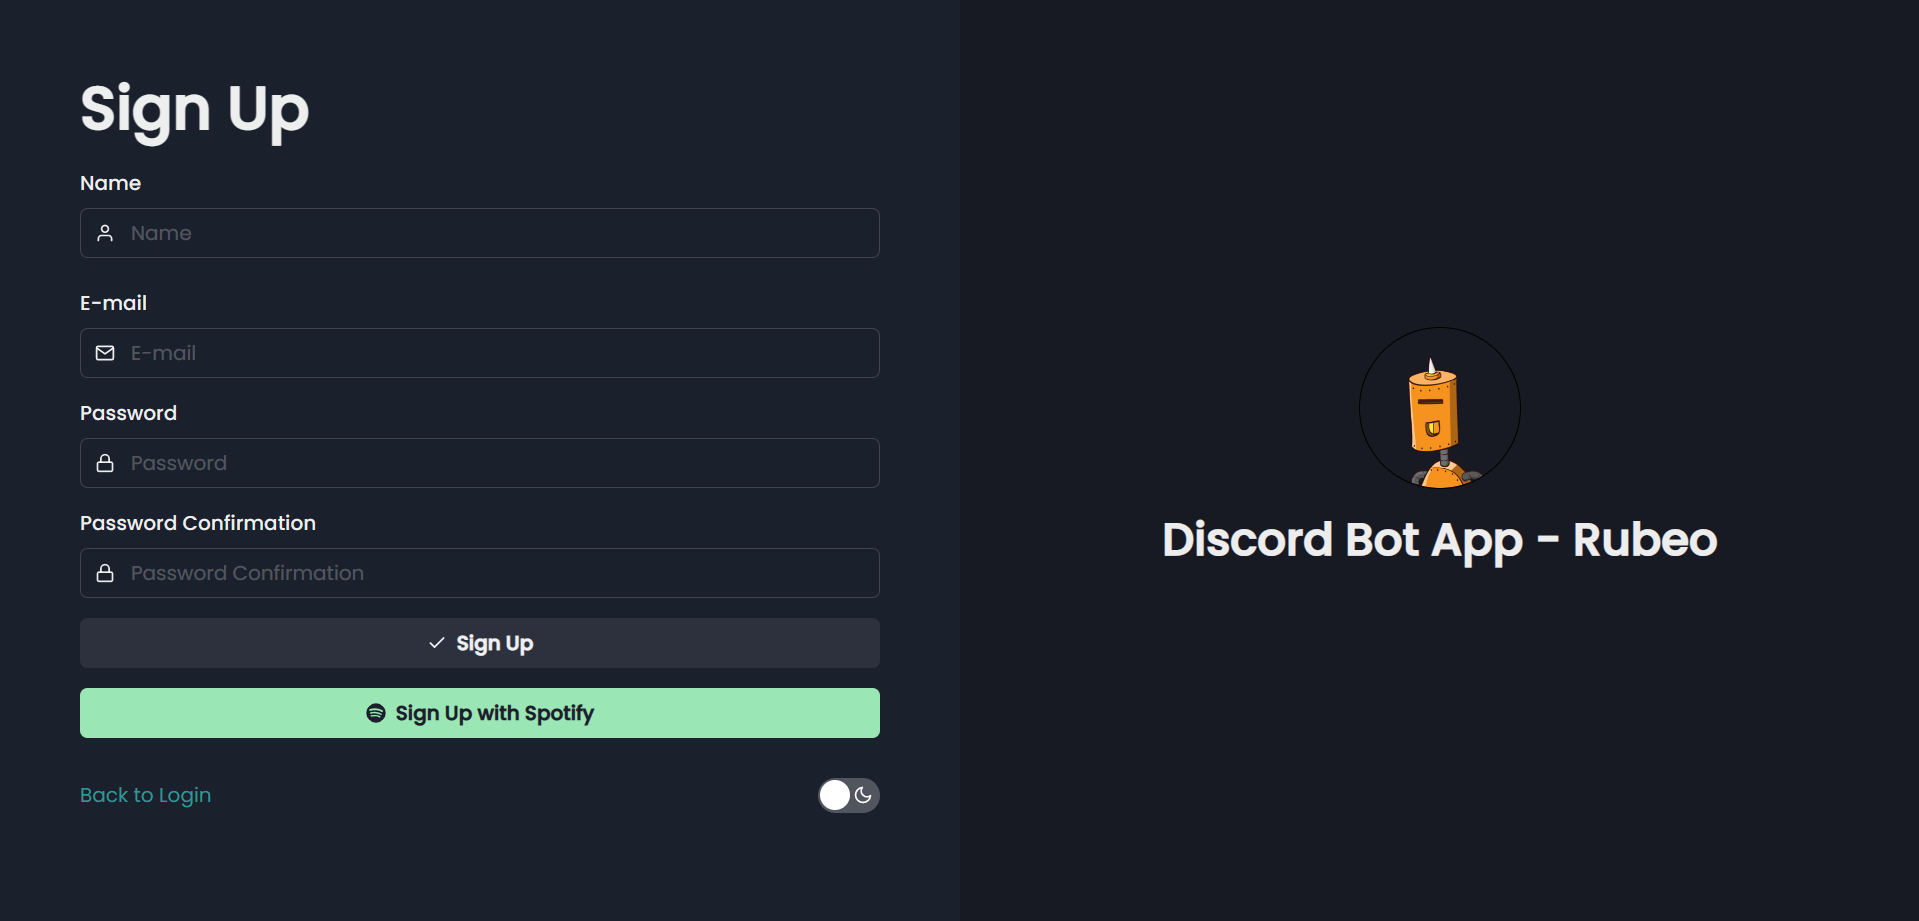 Sign Up
Name
Name
E-mail
E-mail
Password
Password
Password Confirmation
Password Confirmation
Sign Up
Sign Up with Spotify
Back to Login
Discord Bot App - Rubeo